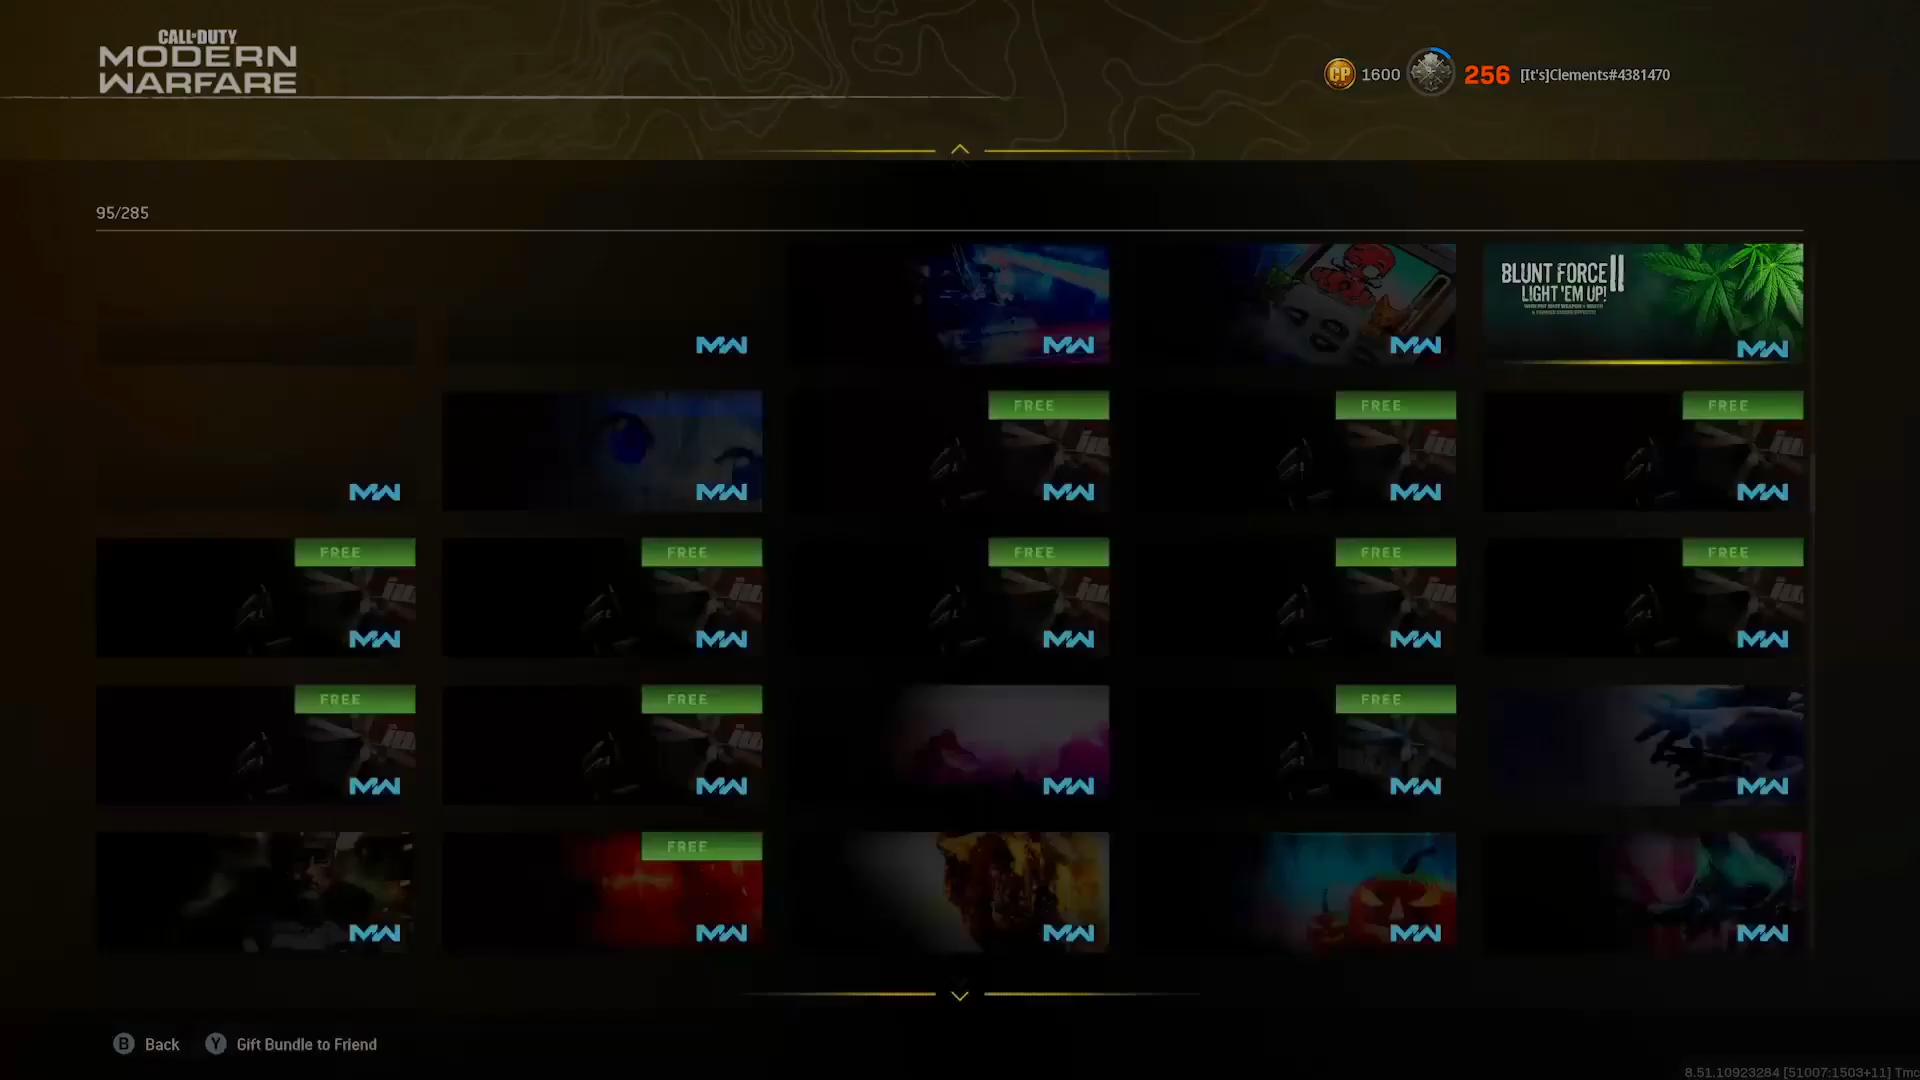 CALL OF DUTY
MODERN
WARFARE
CP 1600 256 [It's]Clements#4381470
95/285
BLUNT FORCE II
LIGHT 'EM UP!
MW MW MW MW
FREE FREE FREE
MW MW MW MW MW
FREE FREE FREE FREE FREE
MW MW MW MW MW
FREE FREE FREE
MW MW MW MW MW
FREE
MW MW MW MW MW
B Back Y Gift Bundle to Friend
8.51.10923284 [51007:1503+11] Tmc